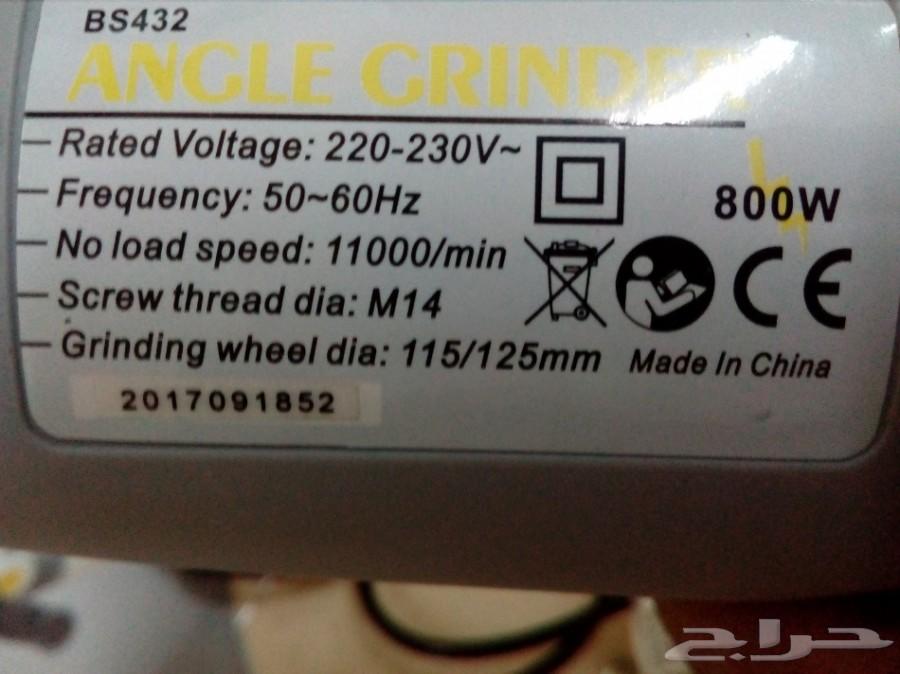 BS432
ANGLE GRINDER
Rated Voltage: 220-230V~
Frequency: 50~60Hz
800W
No load speed: 11000/min
Screw thread dia: M14
CE
Grinding wheel dia: 115/125mm
Made In China
2017091852
حراج